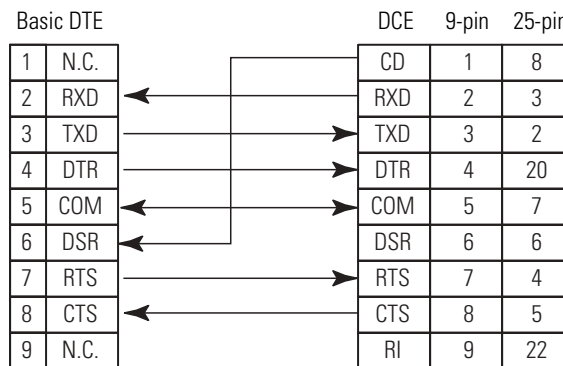 Basic DTE DCE 9-pin 25-pin
1 N.C. CD 1 8
2 RXD RXD 2 3
3 TXD TXD 3 2
4 DTR DTR 4 20
5 COM COM 5 7
6 DSR DSR 6 6
7 RTS RTS 7 4
8 CTS CTS 8 5
9 N.C. RI 9 22